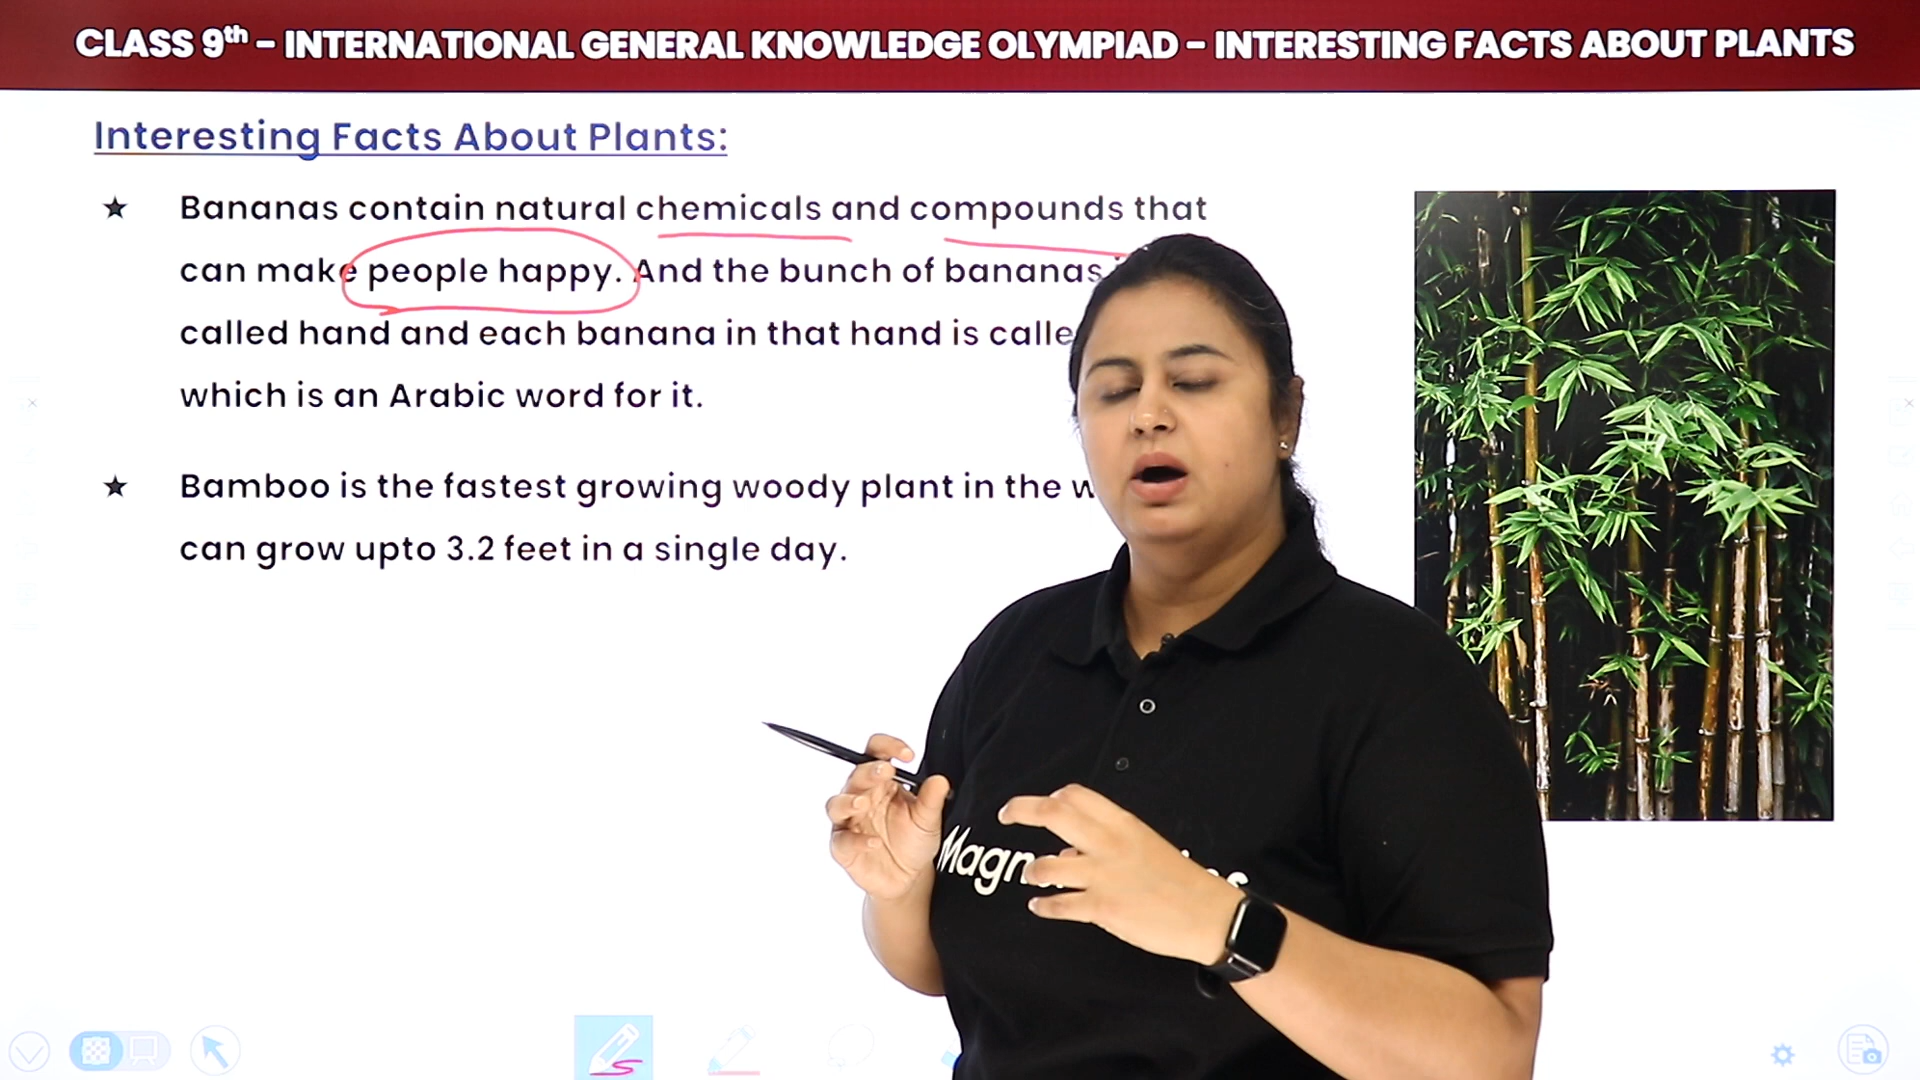 CLASS 9th - INTERNATIONAL GENERAL KNOWLEDGE OLYMPIAD - INTERESTING FACTS ABOUT PLANTS
Interesting Facts About Plants:
★ Bananas contain natural chemicals and compounds that
can make people happy. And the bunch of bananas
called hand and each banana in that hand is
which is an Arabic word for it.
★ Bamboo is the fastest growing woody plant in the
can grow upto 3.2 feet in a single day.